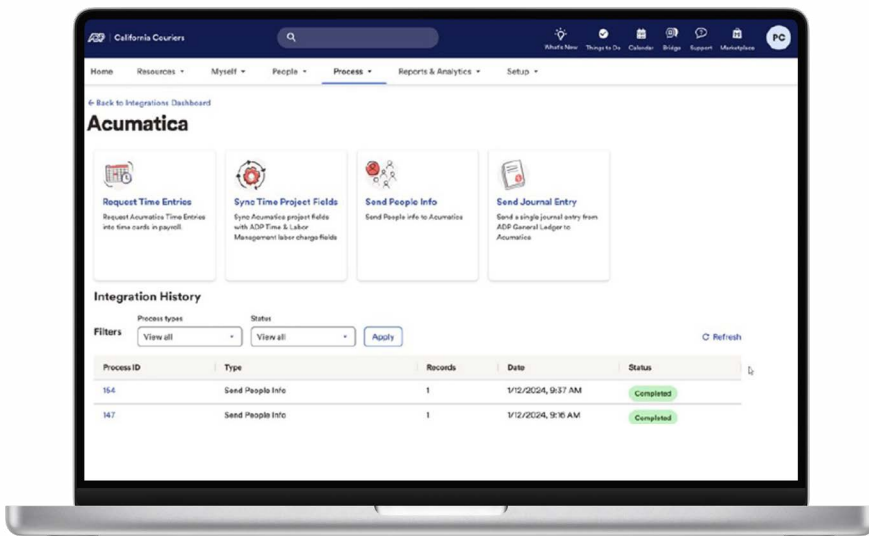 ADP California Couriers
What's New Things to Do Calendar Bridge Support Marketplace PC
Home Resources Myself People Process Reports & Analytics Setup
← Back to Integrations Dashboard
Acumatica
Request Time Entries
Request Acumatica Time Entries
into time cards in payroll.
Sync Time Project Fields
Sync Acumatica project fields
with ADP Time & Labor
Management labor charge fields
Send People Info
Send People info to Acumatica
Send Journal Entry
Send a single journal entry from
ADP General Ledger to
Acumatica
Integration History
Process types Status
Filters View all View all Apply Refresh
Process ID Type Records Date Status
154 Send People Info 1 1/12/2024, 9:37 AM Completed
147 Send People Info 1 1/12/2024, 9:16 AM Completed